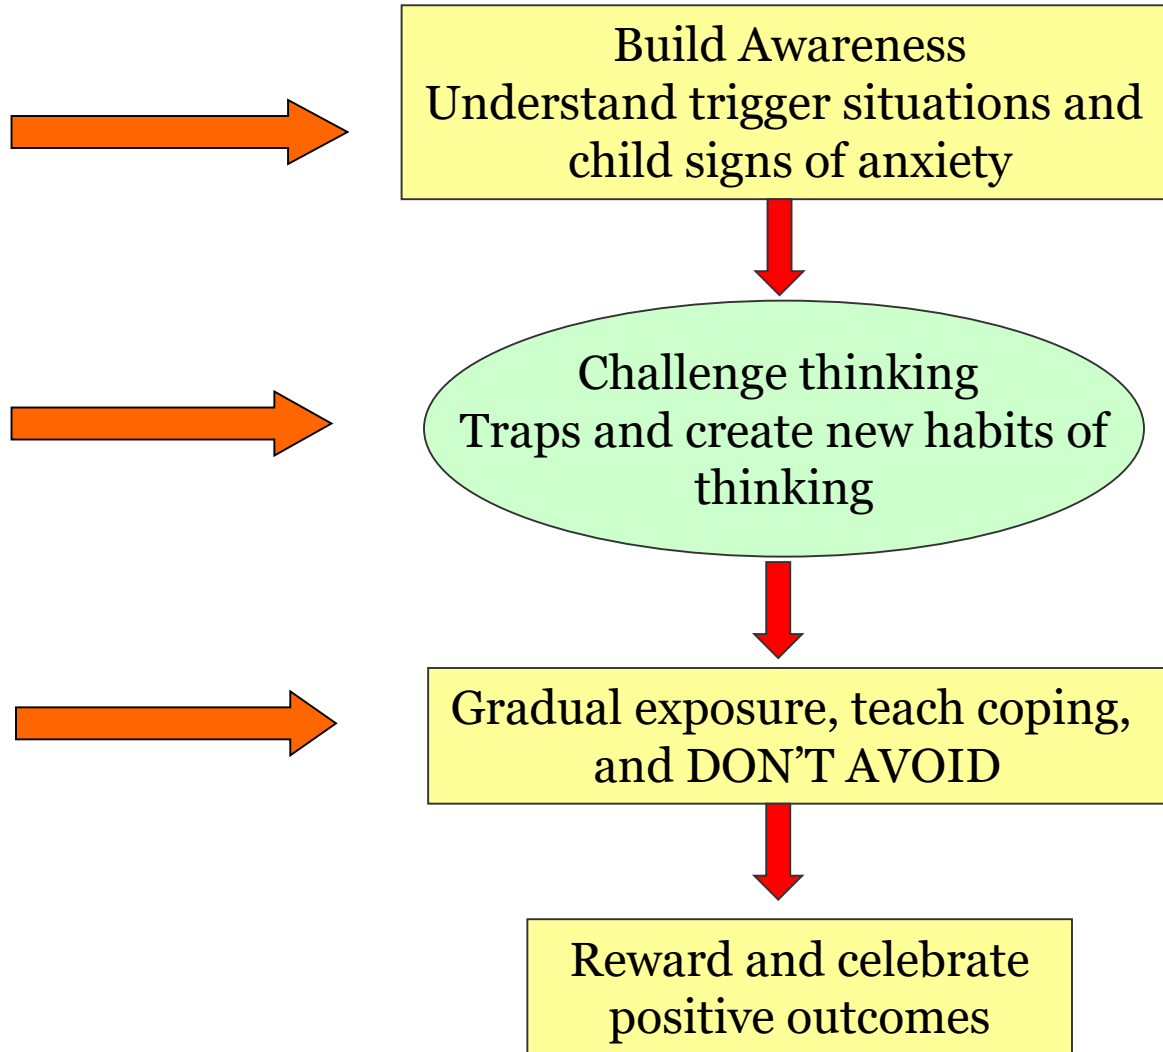 Build Awareness
Understand trigger situations and
child signs of anxiety
Challenge thinking
Traps and create new habits of
thinking
Gradual exposure, teach coping,
and DON’T AVOID
Reward and celebrate
positive outcomes